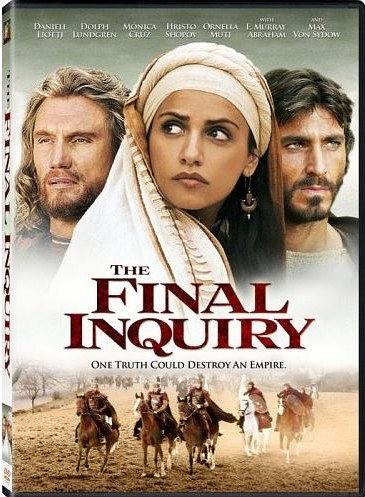 DANIELE LIOTTI
DOLPH LUNDGREN
MONICA CRUZ
HRISTO SHOPOV
ORNELLA MUTI
WITH F. MURRAY ABRAHAM
AND MAX VON SYDOW
THE
FINAL
INQUIRY
ONE TRUTH COULD DESTROY AN EMPIRE.
THE FINAL INQUIRY